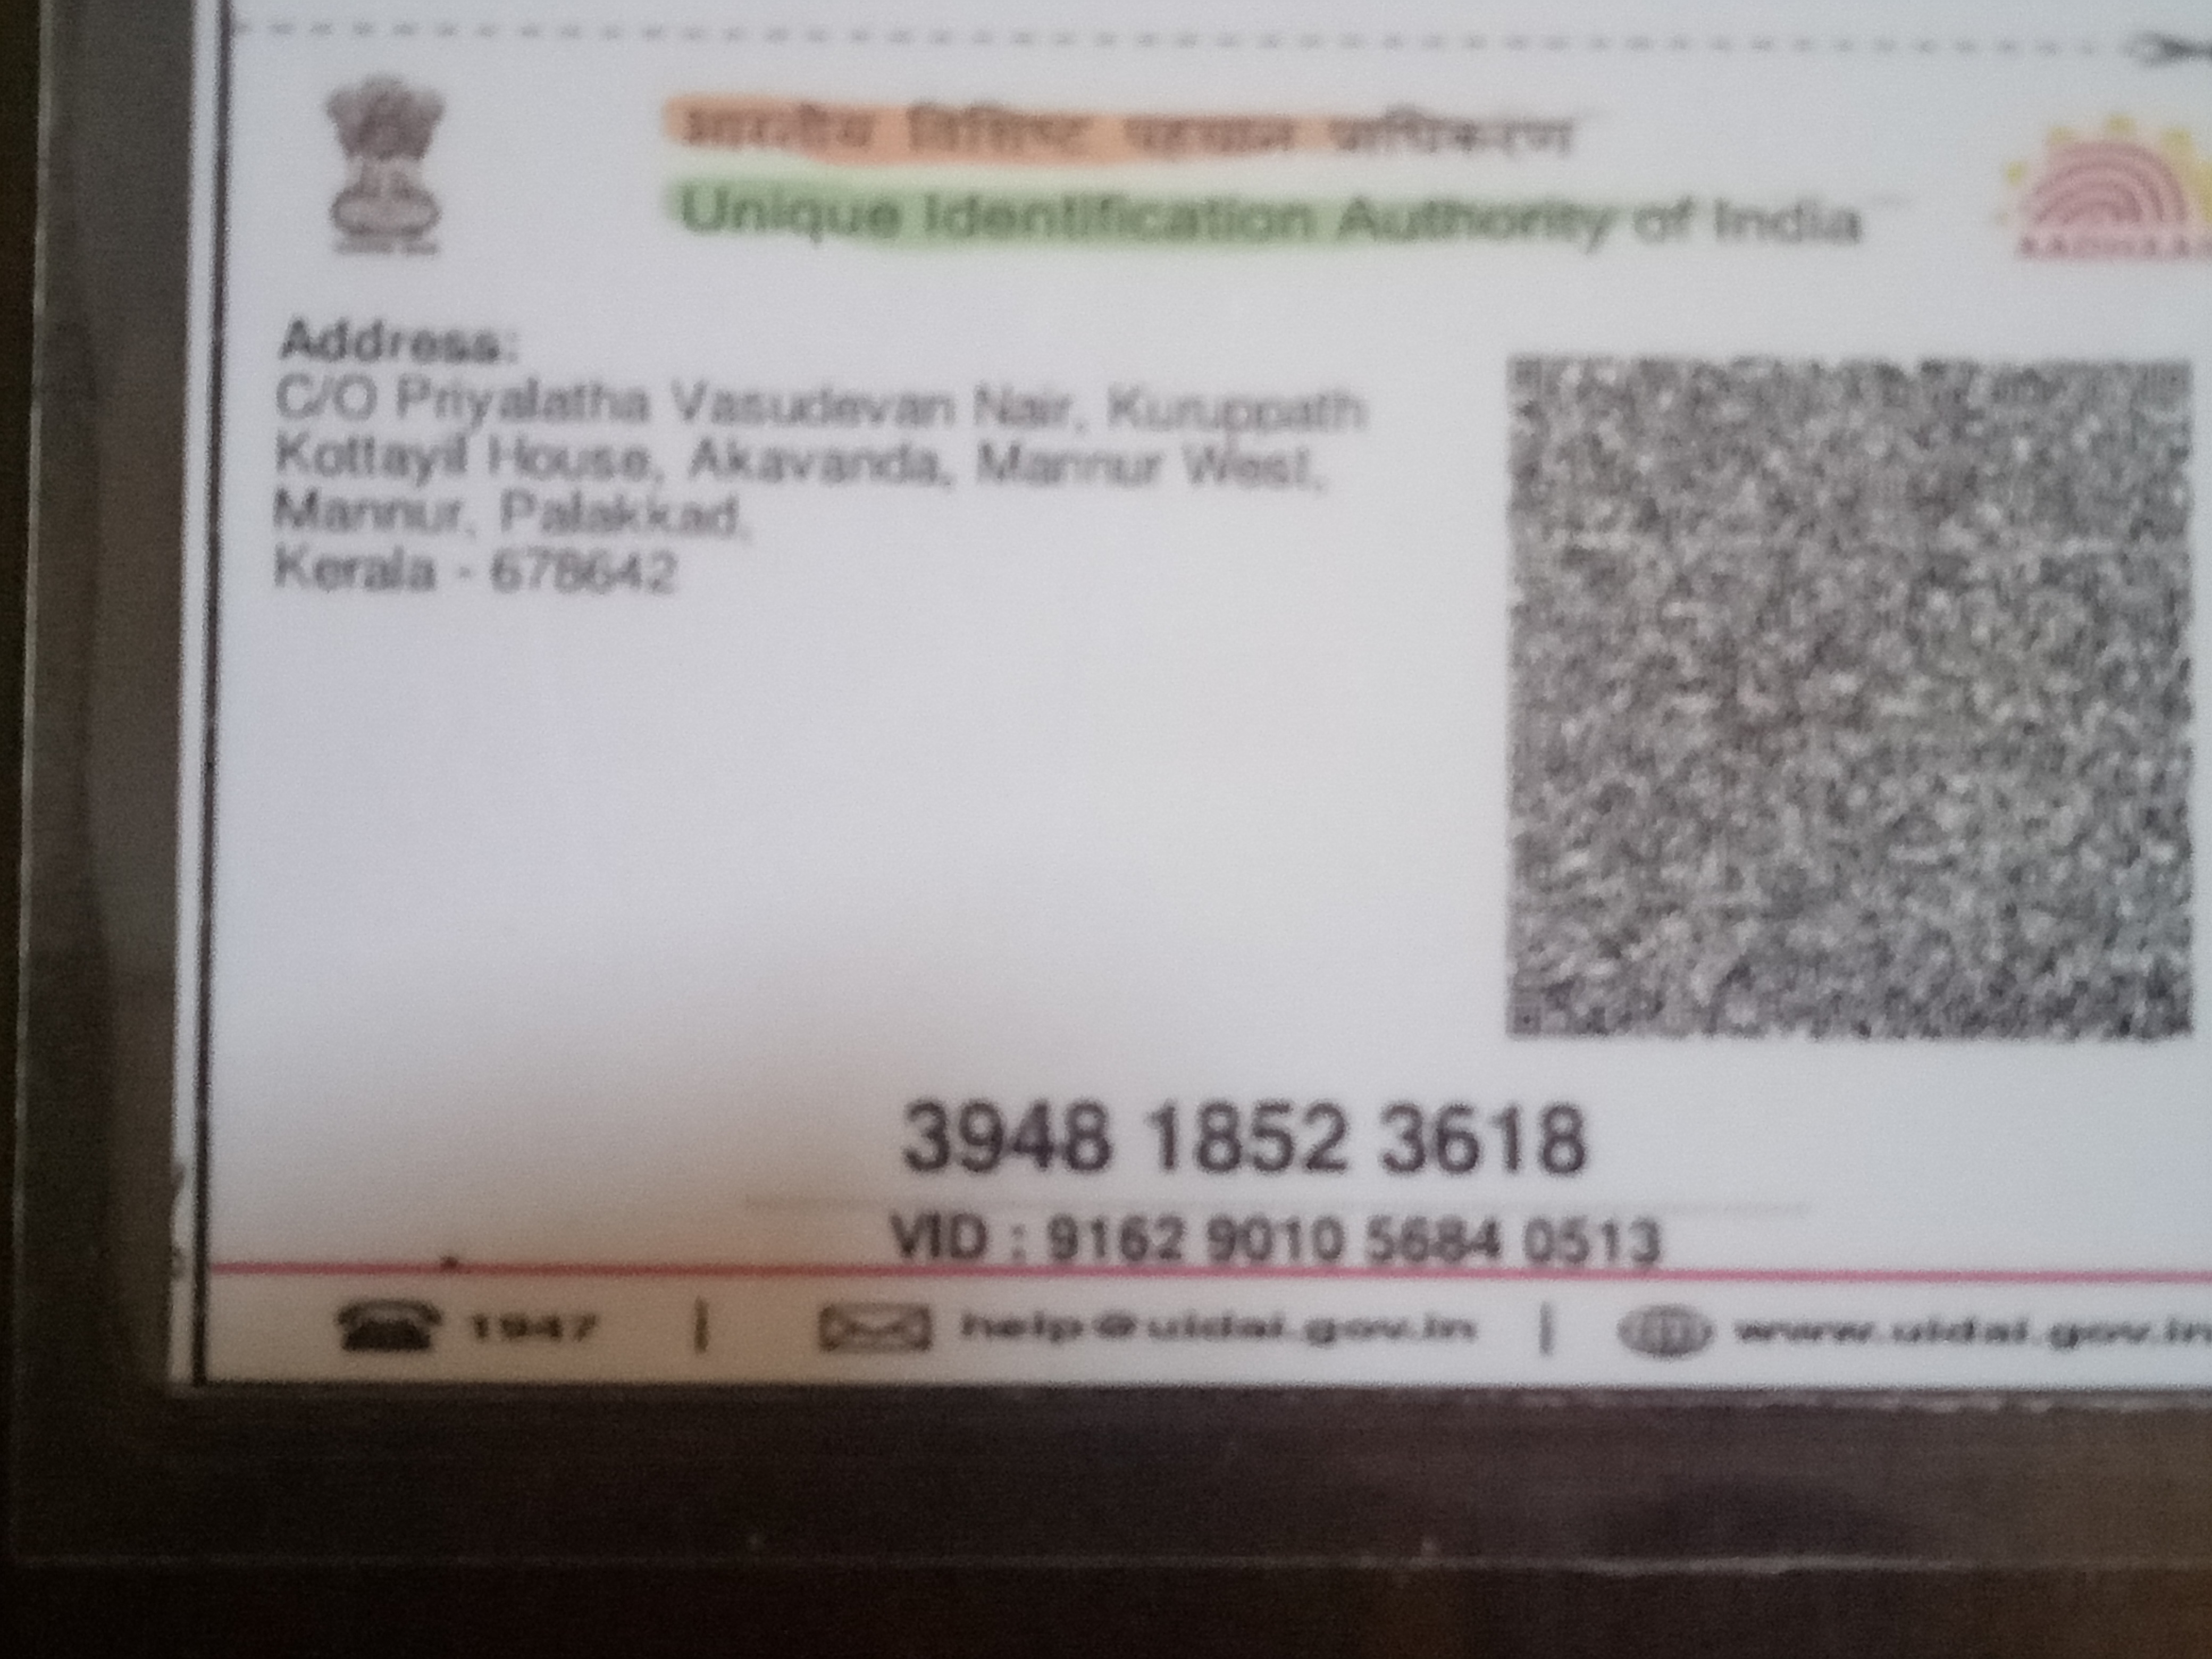 भारतीय विशिष्ट पहचान प्राधिकरण
Unique Identification Authority of India
AADHAA
Address:
C/O Priyalatha Vasudevan Nair, Kuruppath
Kottayil House, Akavanda, Mannur West,
Mannur, Palakkad,
Kerala - 678642
3948 1852 3618
VID : 9162 9010 5684 0513
1947 | help@uidai.gov.in | www.uidai.gov.in